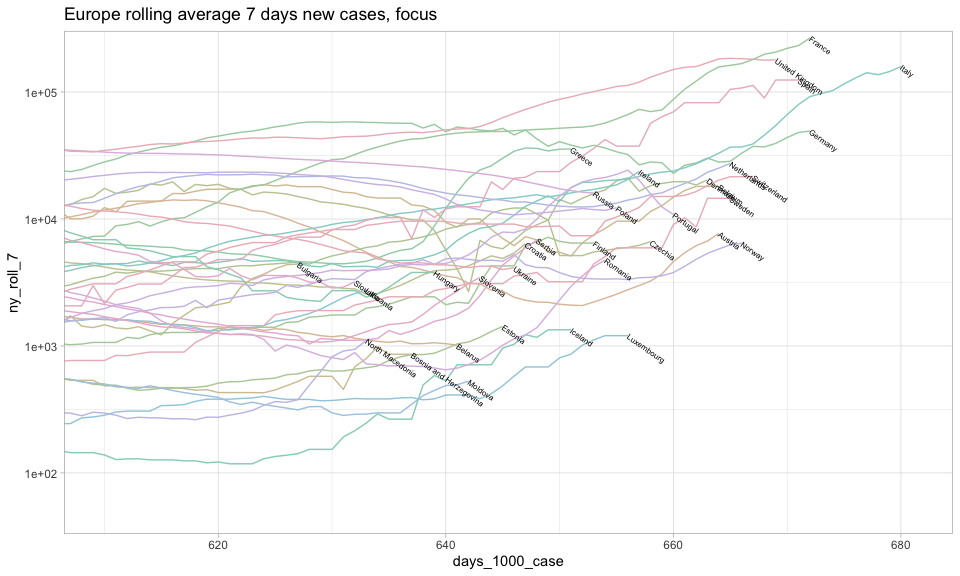 Europe rolling average 7 days new cases, focus
ny_roll_7
1e+05
1e+04
1e+03
1e+02
France
United Kingdom
Spain
Italy
Germany
Greece
Ireland
Netherlands
Switzerland
Denmark
Sweden
Russia
Poland
Portugal
Austria
Norway
Serbia
Croatia
Finland
Czechia
Romania
Bulgaria
Hungary
Ukraine
Slovenia
Lithuania
Estonia
Iceland
Luxembourg
North Macedonia
Belarus
Bosnia and Herzegovina
Moldova
620
640
660
680
days_1000_case